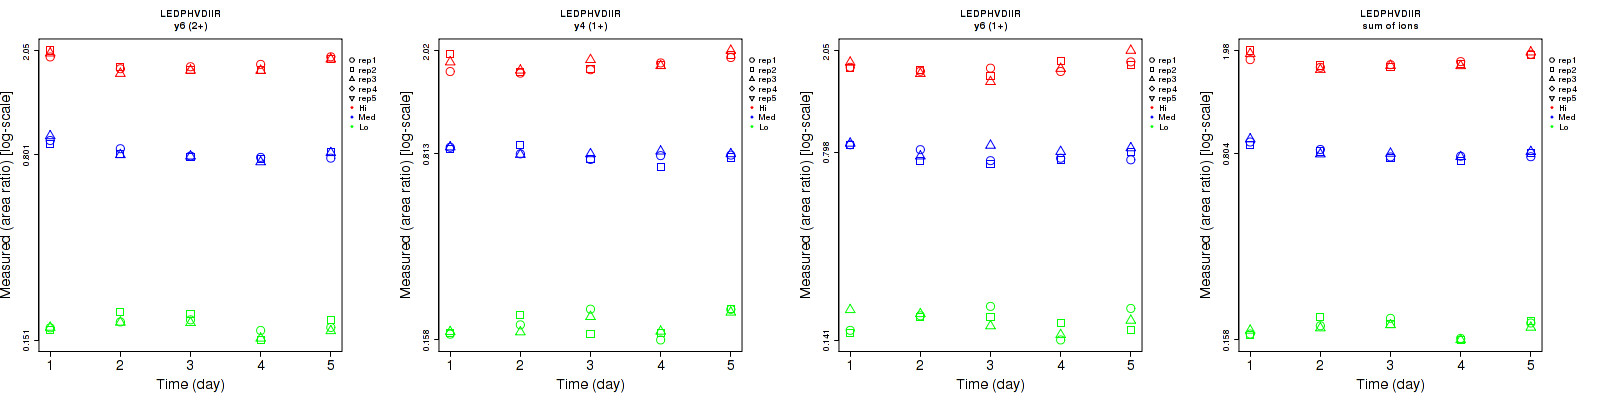 LEDPHVDIIR
y6 (2+)
Measured (area ratio) [log-scale]
2.05
0.801
0.151
1 2 3 4 5
Time (day)
rep1
rep2
rep3
rep4
rep5
Hi
Med
Lo
LEDPHVDIIR
y4 (1+)
Measured (area ratio) [log-scale]
2.02
0.813
0.158
1 2 3 4 5
Time (day)
rep1
rep2
rep3
rep4
rep5
Hi
Med
Lo
LEDPHVDIIR
y6 (1+)
Measured (area ratio) [log-scale]
2.05
0.798
0.141
1 2 3 4 5
Time (day)
rep1
rep2
rep3
rep4
rep5
Hi
Med
Lo
LEDPHVDIIR
sum of ions
Measured (area ratio) [log-scale]
1.98
0.804
0.158
1 2 3 4 5
Time (day)
rep1
rep2
rep3
rep4
rep5
Hi
Med
Lo